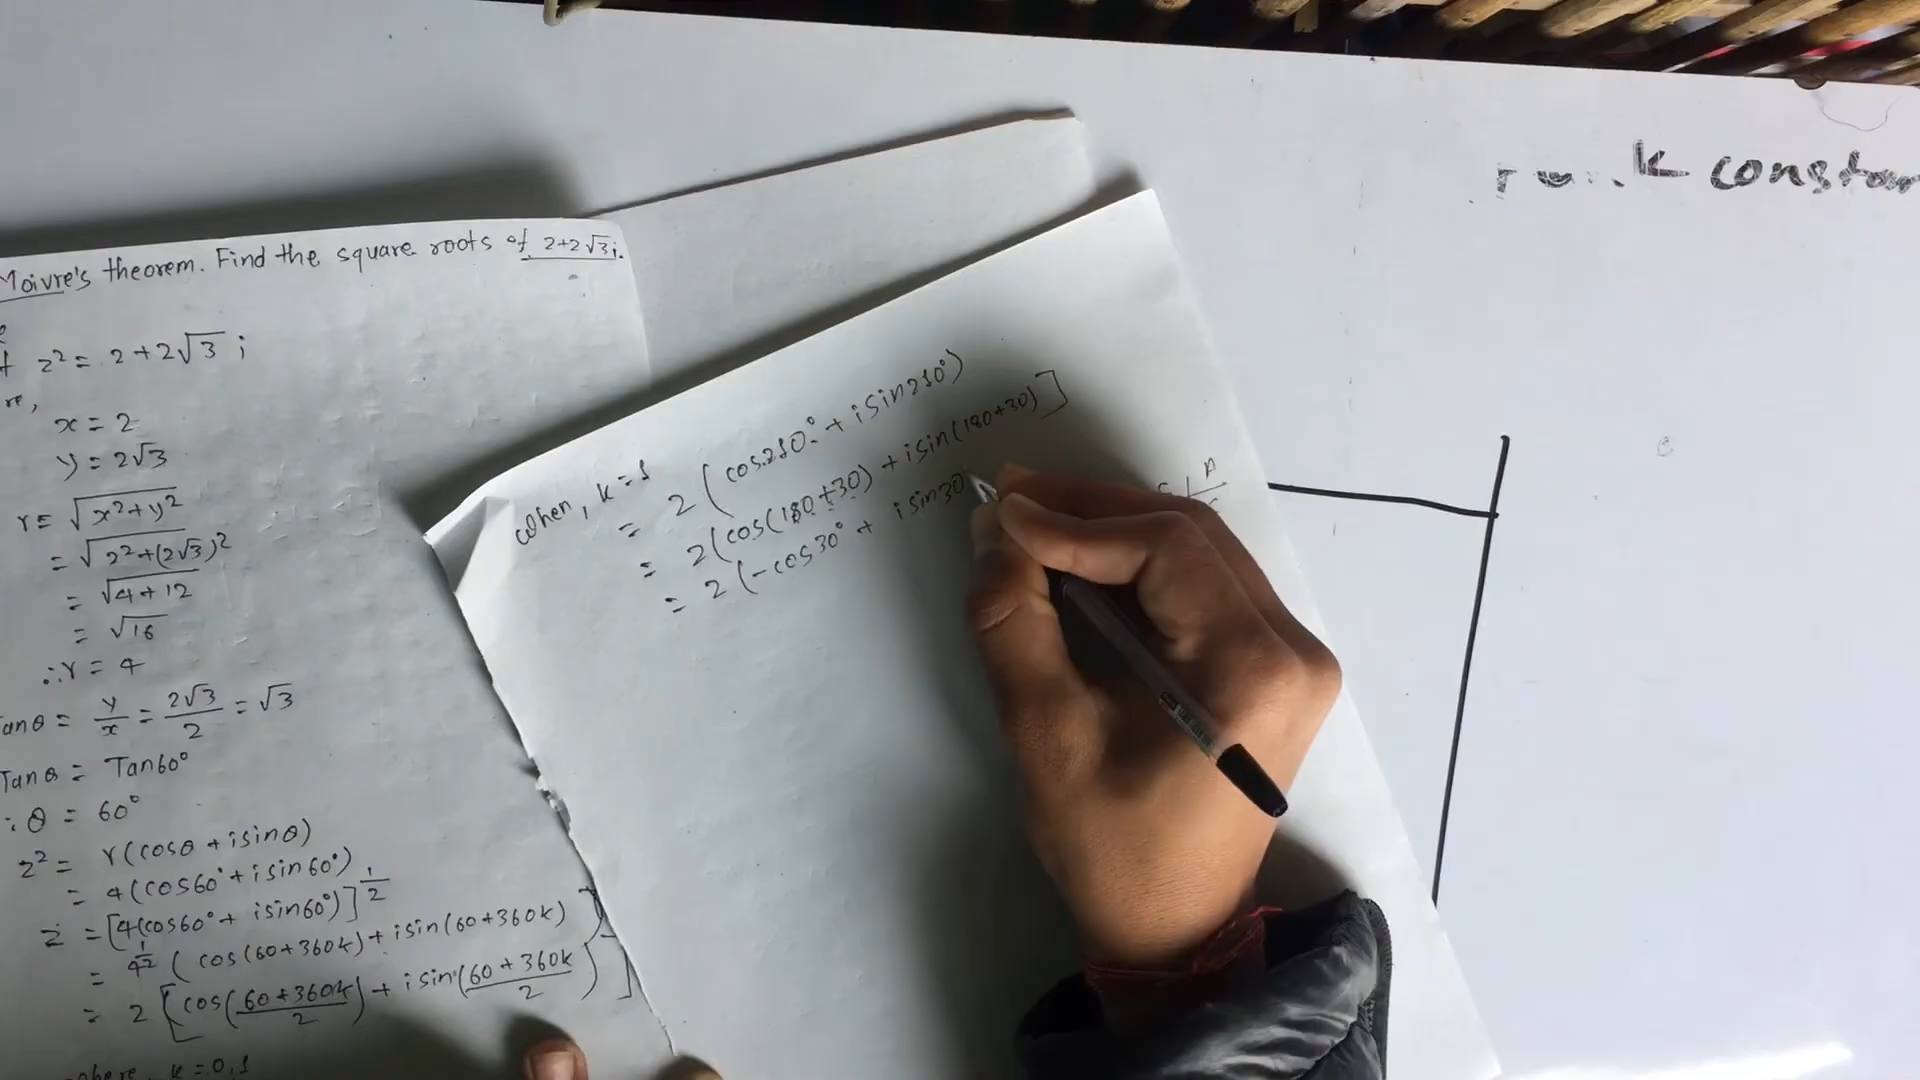 Moivre's theorem. Find the square roots of 2+2√3i.
z² = 2+2√3 i
x = 2
y = 2√3
r = √x²+y²
= √2²+(2√3)²
= √4+12
= √16
∴ r = 4
Tanθ = y/x = 2√3/2 = √3
Tanθ = Tan60°
∴ θ = 60°
z² = r(cosθ+isinθ)
= 4(cos60°+isin60°)
z = [4(cos60°+ isin60°)]^1/2
= 4^1/2 (cos(60+360k)+isin(60+360k)
= 2 [cos(60+360k/2)+isin(60+360k/2)]
where, k=0,1
when, k=1
= 2(cos210°+isin210°)
= 2(cos(180+30)+isin(180+30)]
= 2(-cos30°+ isin30
S A
k constan